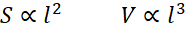 S ∝ l² V ∝ l³